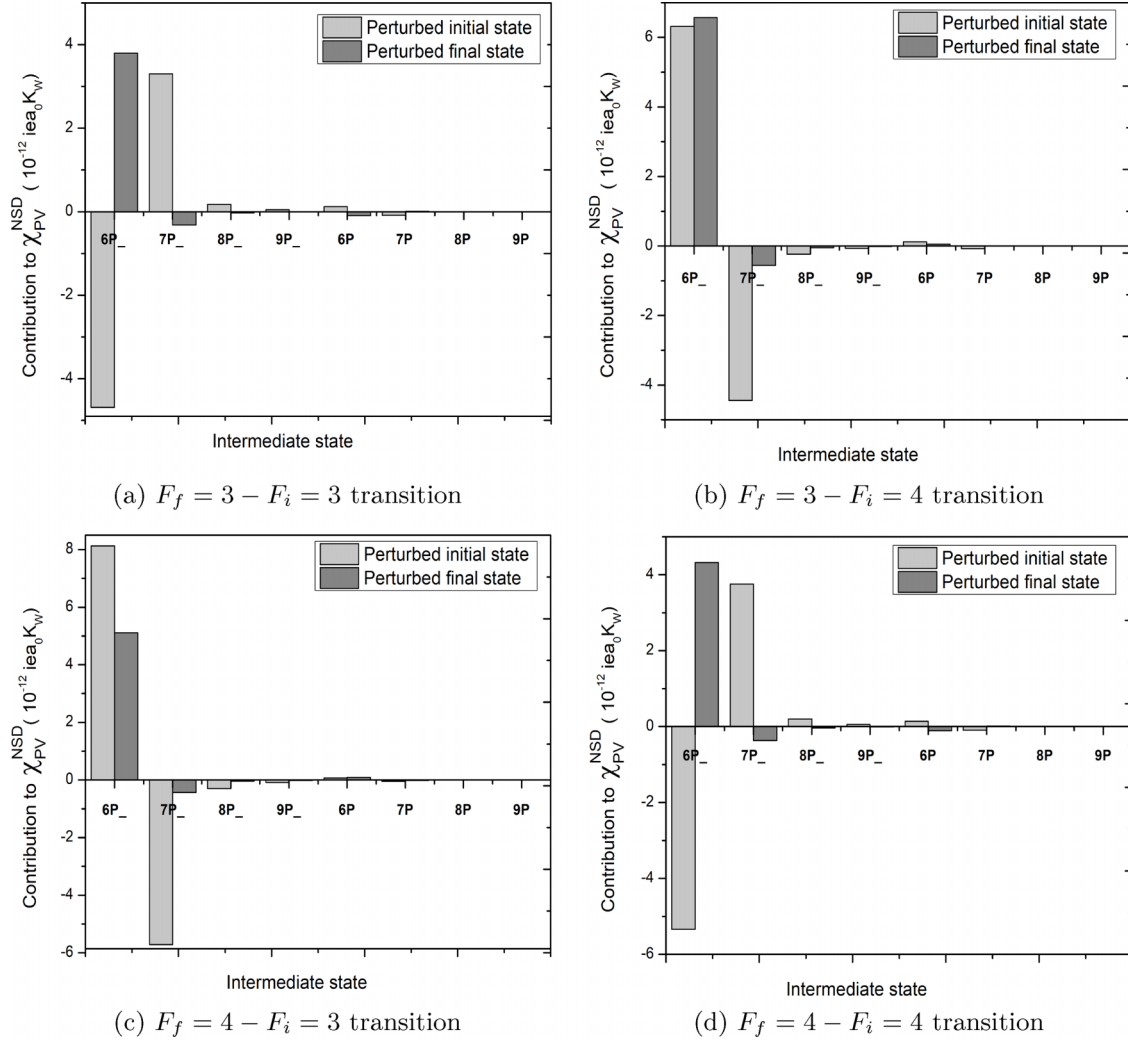 Contribution to χ_PV^NSD ( 10^-12 iea_0K_W)
4
2
0
-2
-4
Perturbed initial state
Perturbed final state
6P_ 7P_ 8P_ 9P_ 6P 7P 8P 9P
Intermediate state
(a) F_f = 3 − F_i = 3 transition
Contribution to χ_PV^NSD ( 10^-12 iea_0K_W)
6
4
2
0
-2
-4
Perturbed initial state
Perturbed final state
6P_ 7P_ 8P_ 9P_ 6P 7P 8P 9P
Intermediate state
(b) F_f = 3 − F_i = 4 transition
Contribution to χ_PV^NSD ( 10^-12 iea_0K_W)
8
6
4
2
0
-2
-4
-6
Perturbed initial state
Perturbed final state
6P_ 7P_ 8P_ 9P_ 6P 7P 8P 9P
Intermediate state
(c) F_f = 4 − F_i = 3 transition
Contribution to χ_PV^NSD ( 10^-12 iea_0K_W)
4
2
0
-2
-4
-6
Perturbed initial state
Perturbed final state
6P_ 7P_ 8P_ 9P_ 6P 7P 8P 9P
Intermediate state
(d) F_f = 4 − F_i = 4 transition